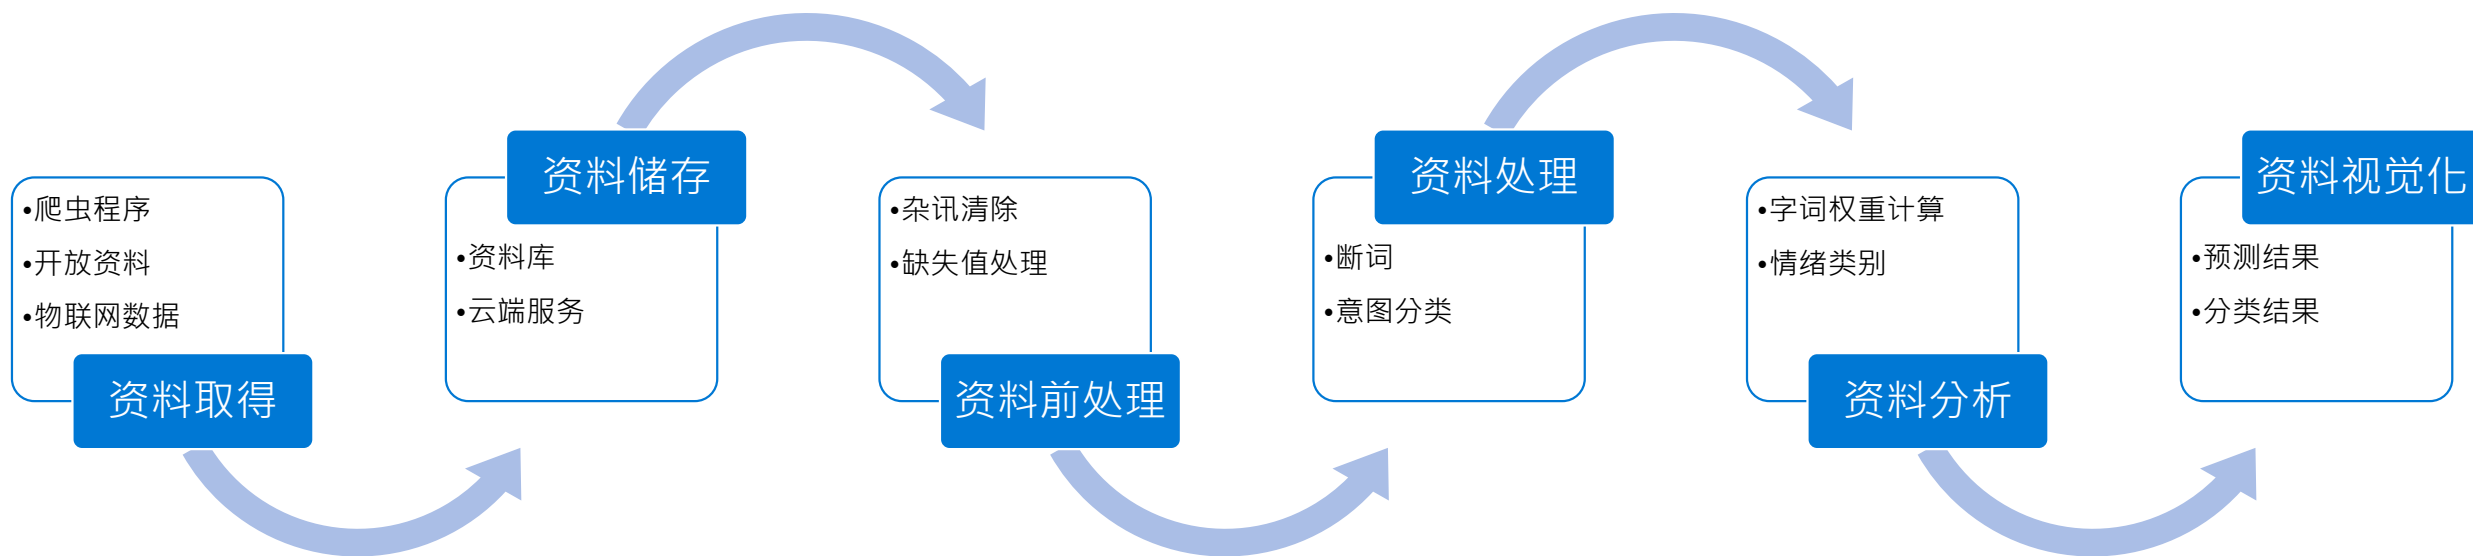 •爬虫程序
•开放资料
•物联网数据
资料取得
资料储存
•资料库
•云端服务
•杂讯清除
•缺失值处理
资料前处理
资料处理
•断词
•意图分类
•字词权重计算
•情绪类别
资料分析
资料视觉化
•预测结果
•分类结果